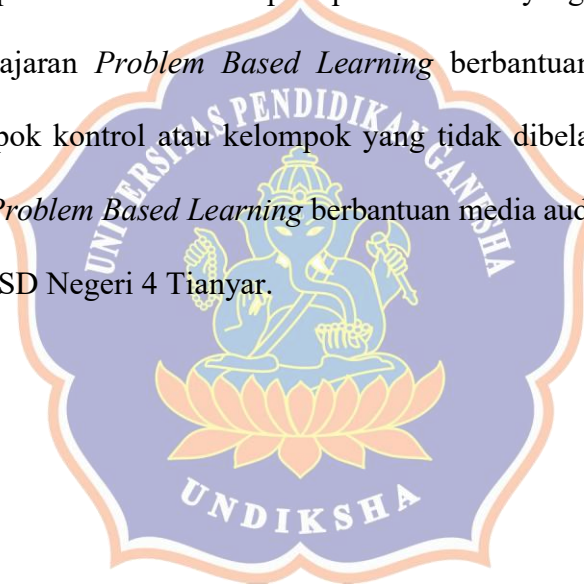 ajaran Problem Based Learning berbantuan
pok kontrol atau kelompok yang tidak dibela
Problem Based Learning berbantuan media aud
SD Negeri 4 Tianyar.
UNIVERSITAS PENDIDIKAN GANESHA
UNDIKSHA